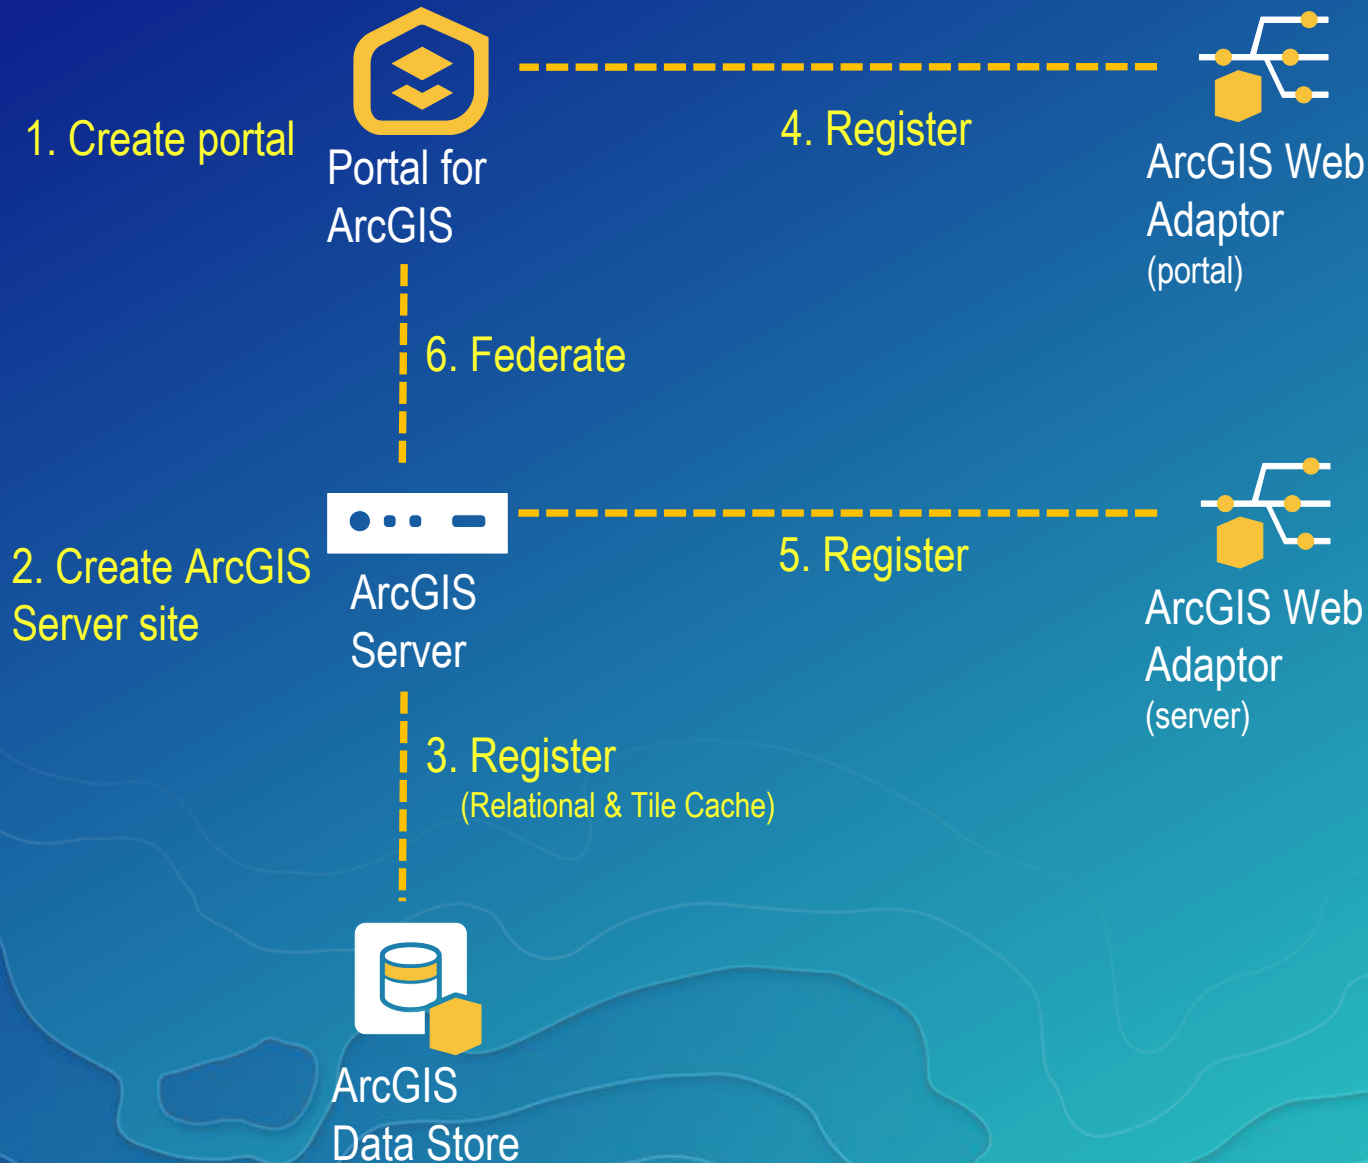 1. Create portal
Portal for
ArcGIS
4. Register
ArcGIS Web
Adaptor
(portal)
6. Federate
2. Create ArcGIS
Server site
ArcGIS
Server
5. Register
ArcGIS Web
Adaptor
(server)
3. Register
(Relational & Tile Cache)
ArcGIS
Data Store